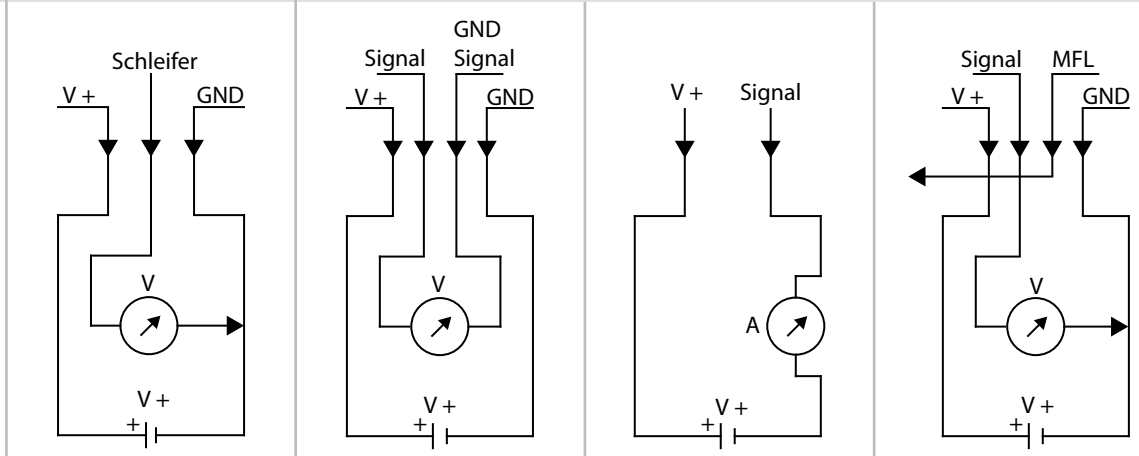 Schleifer
V +
GND
V
V +
+
GND
Signal
Signal
V +
GND
V
V +
+
V +
Signal
A
V +
+
Signal
MFL
V +
GND
V
V +
+